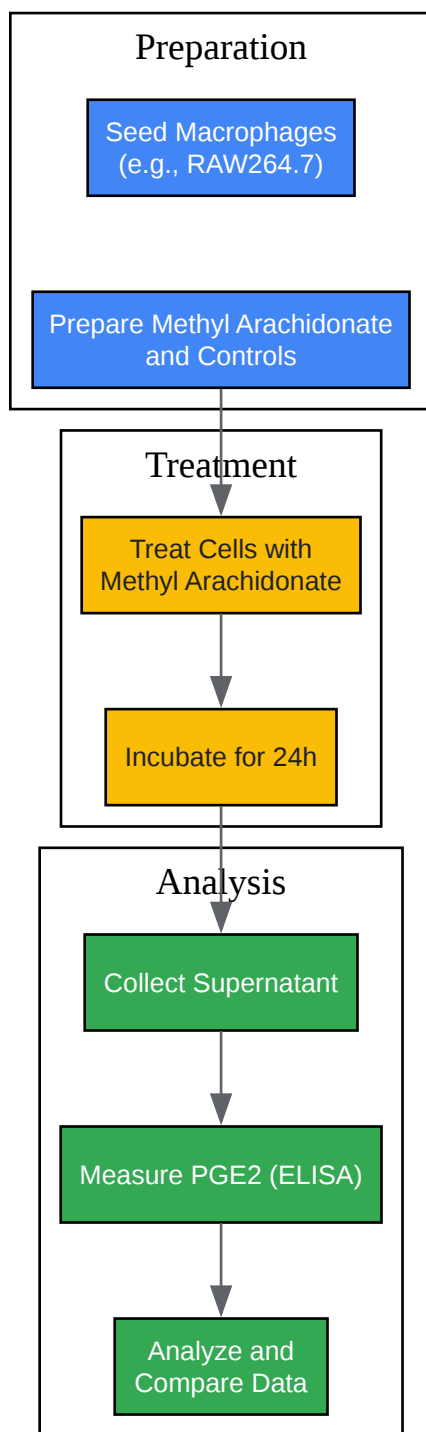 Preparation
Seed Macrophages
(e.g., RAW264.7)
Prepare Methyl Arachidonate
and Controls
Treatment
Treat Cells with
Methyl Arachidonate
Incubate for 24h
Analysis
Collect Supernatant
Measure PGE2 (ELISA)
Analyze and
Compare Data